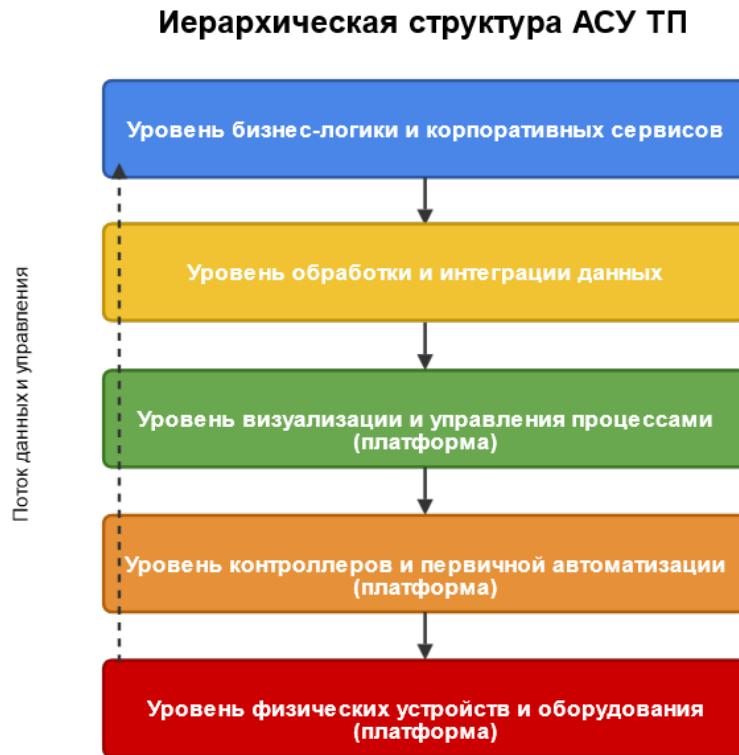 Иерархическая структура АСУ ТП
Уровень бизнес-логики и корпоративных сервисов
Уровень обработки и интеграции данных
Уровень визуализации и управления процессами
(платформа)
Уровень контроллеров и первичной автоматизации
(платформа)
Уровень физических устройств и оборудования
(платформа)
Поток данных и управления